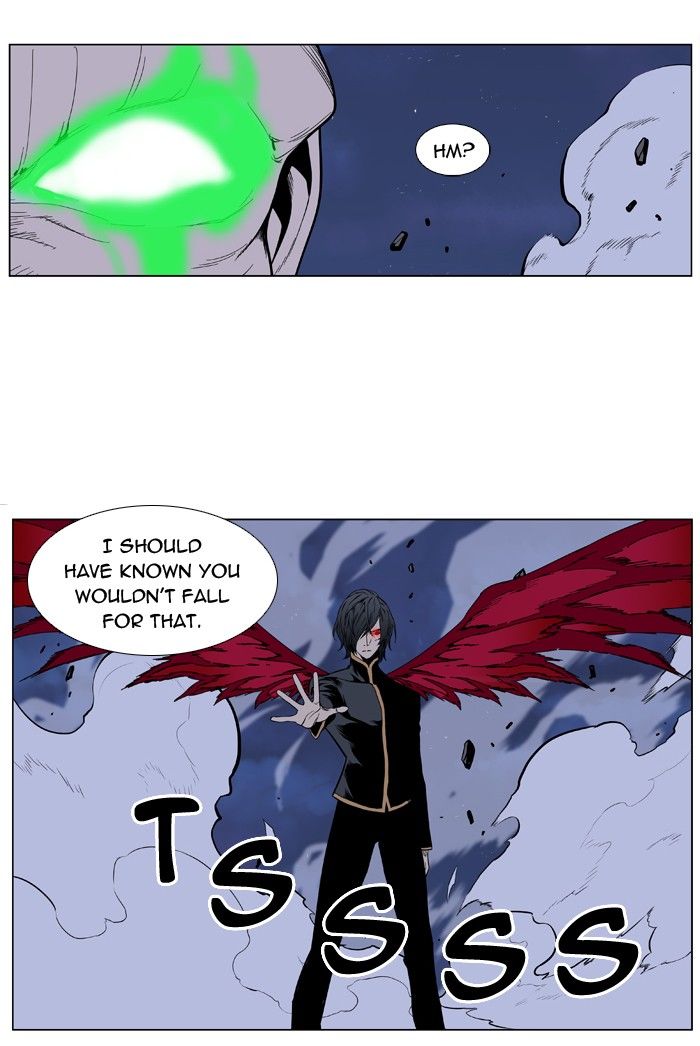 HM?
I SHOULD
HAVE KNOWN YOU
WOULDN'T FALL
FOR THAT.
TSSSS